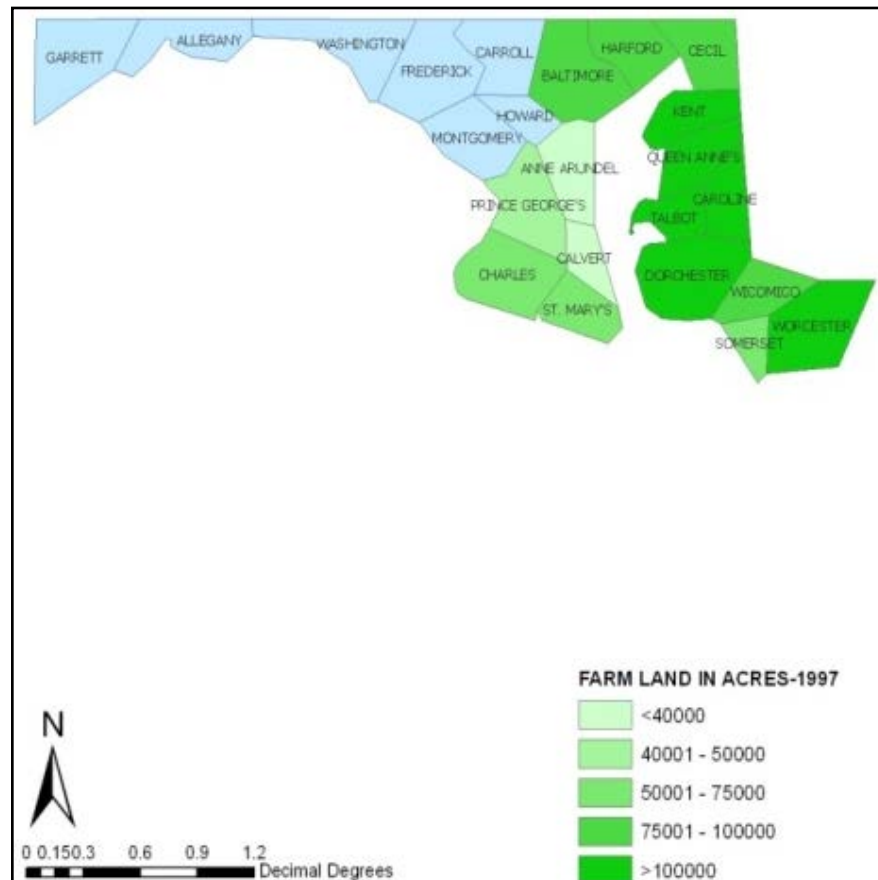 GARRETT
ALLEGANY
WASHINGTON
FREDERICK
CARROLL
BALTIMORE
HARFORD
CECIL
HOWARD
MONTGOMERY
KENT
ANNE ARUNDEL
QUEEN ANNE'S
PRINCE GEORGE'S
CAROLINE
TALBOT
CALVERT
CHARLES
DORCHESTER
ST. MARY'S
WICOMICO
WORCESTER
SOMERSET
FARM LAND IN ACRES-1997
<40000
40001 - 50000
50001 - 75000
75001 - 100000
>100000
N
0 0.150.3 0.6 0.9 1.2
Decimal Degrees